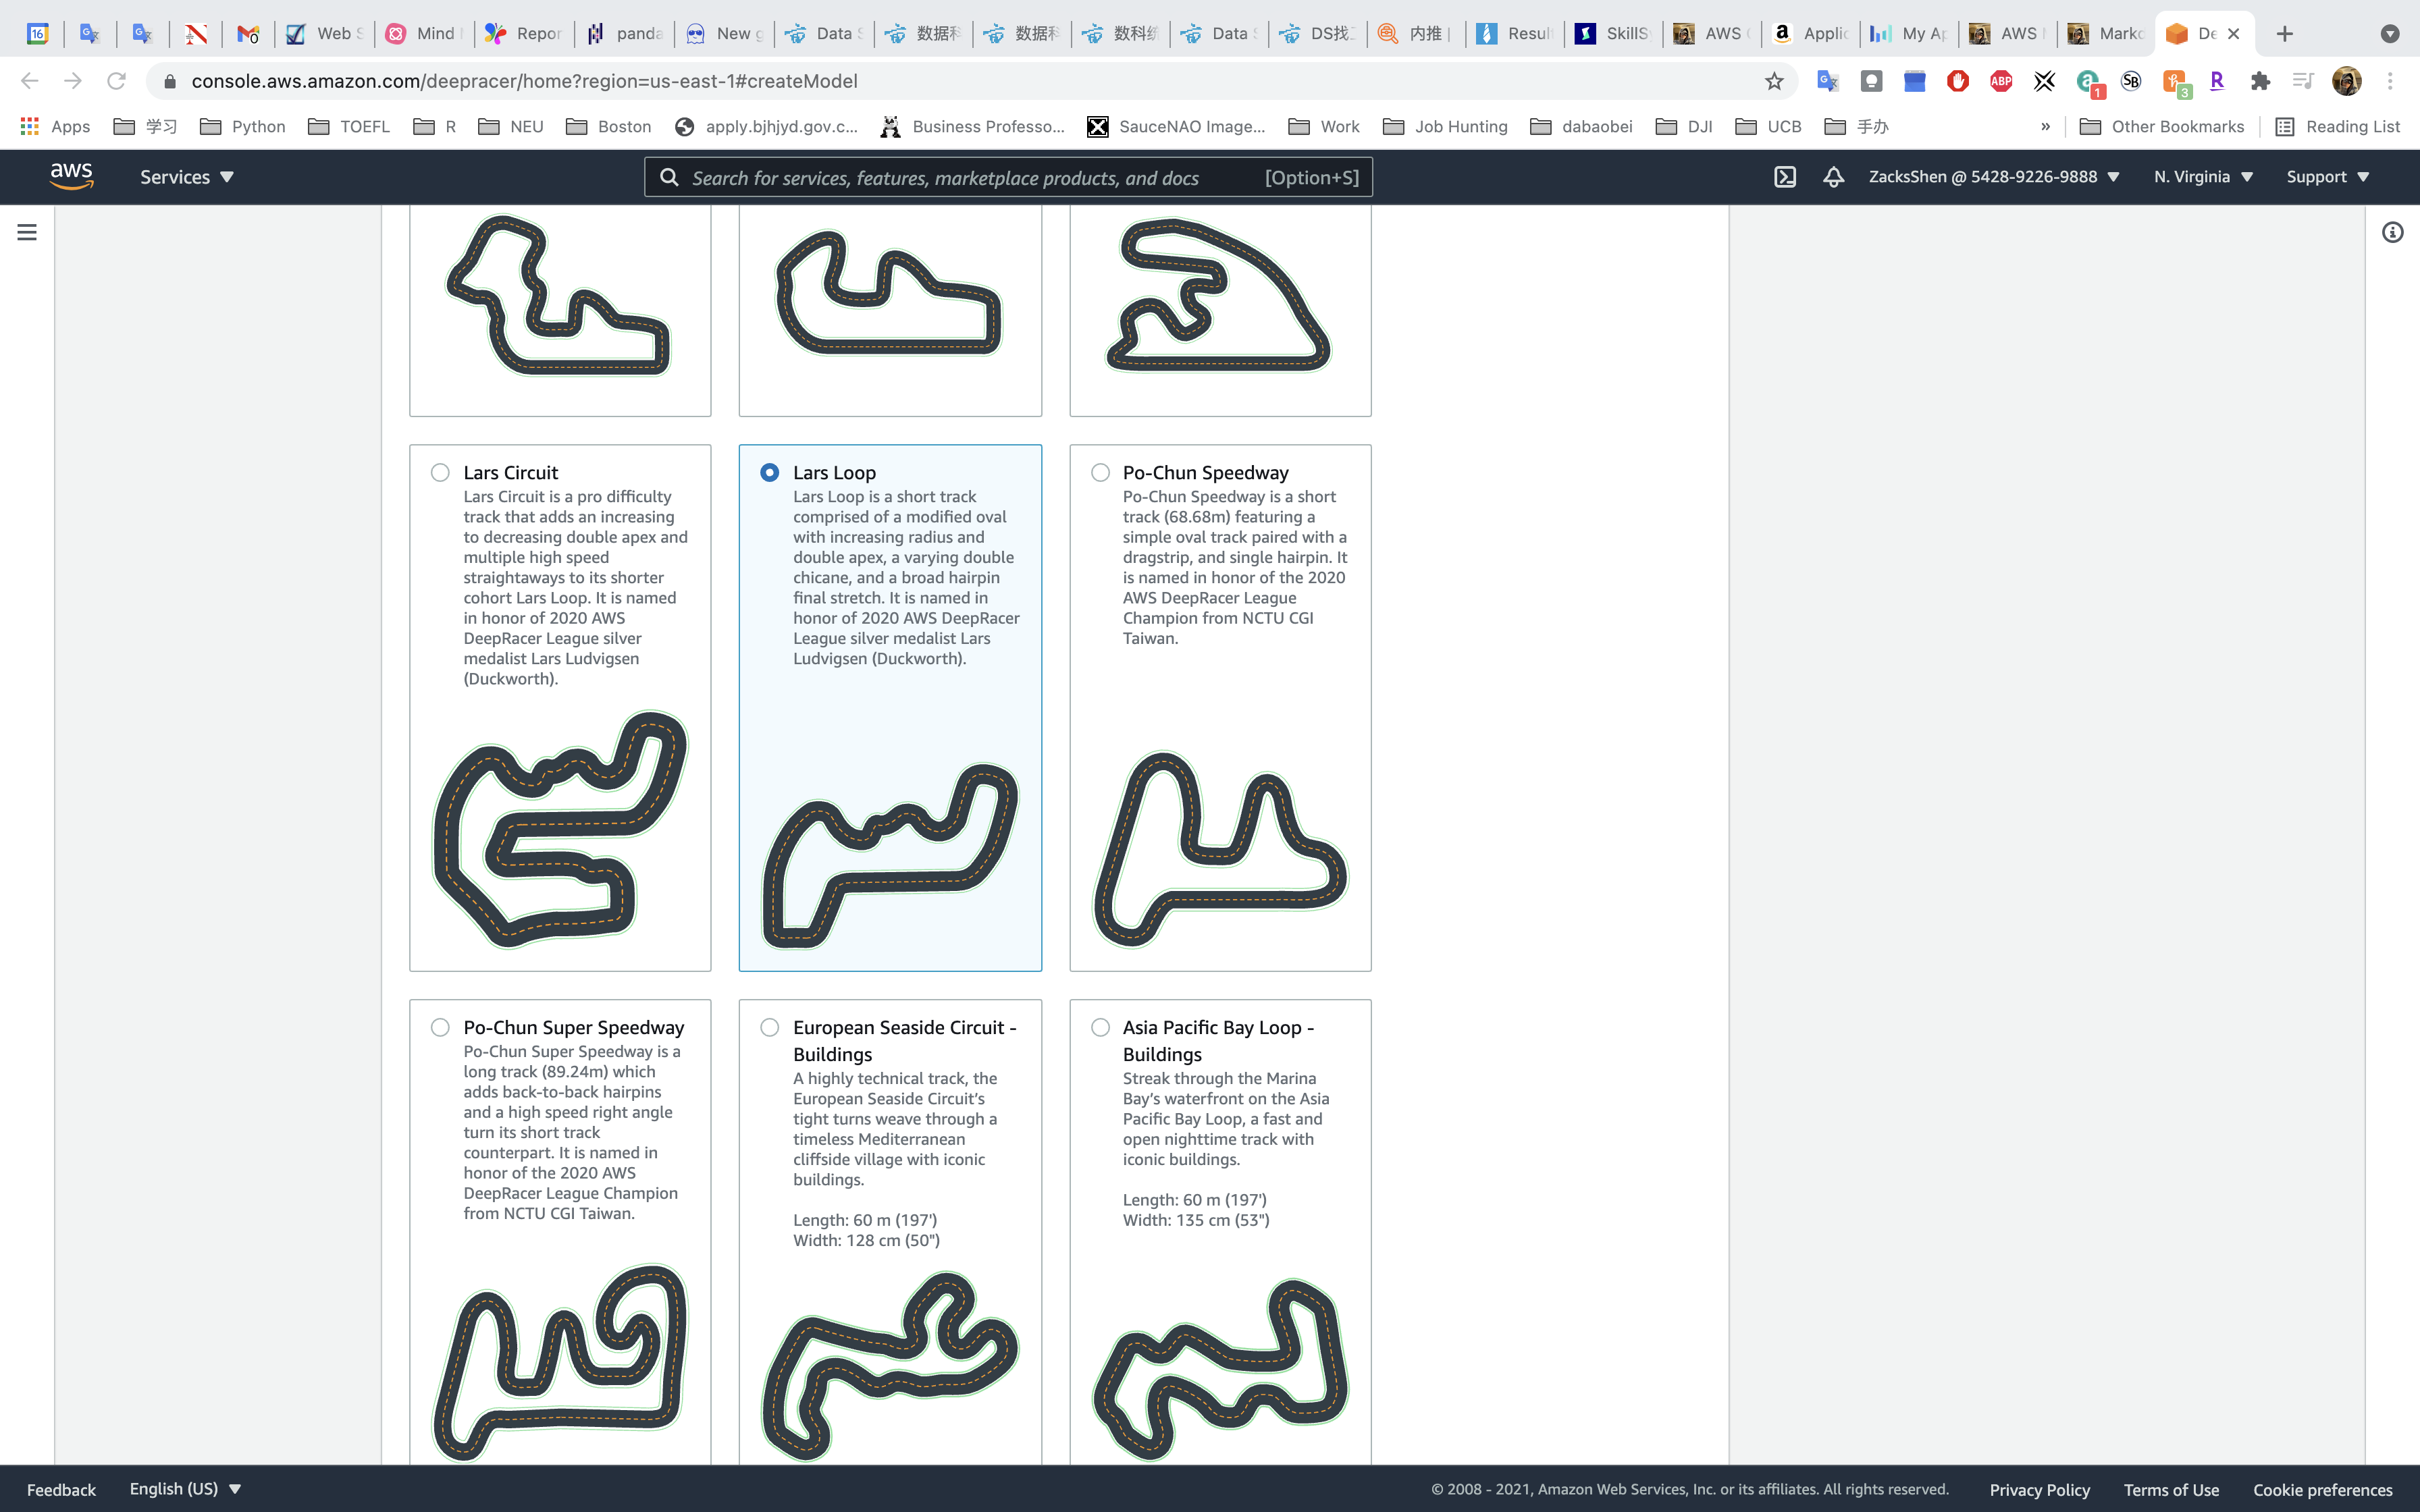 16
Web S
Mind M
Repor
panda
New g
Data S
数据科
数据科
数科
Data S
DS找
内推 |
Result
SkillS
AWS
Applic
My Ap
AWS
Marko
De
console.aws.amazon.com/deepracer/home?region=us-east-1#createModel
ABP
1
SB
3
R
Apps
学习
Python
TOEFL
R
NEU
Boston
apply.bjhjyd.gov.c...
Business Professo...
SauceNAO Image...
Work
Job Hunting
dabaobei
DJI
UCB
手办
»
Other Bookmarks
Reading List
aws
Services
Search for services, features, marketplace products, and docs
[Option+S]
ZacksShen @ 5428-9226-9888
N. Virginia
Support
Lars Circuit
Lars Circuit is a pro difficulty
track that adds an increasing
to decreasing double apex and
multiple high speed
straightaways to its shorter
cohort Lars Loop. It is named
in honor of 2020 AWS
DeepRacer League silver
medalist Lars Ludvigsen
(Duckworth).
Lars Loop
Lars Loop is a short track
comprised of a modified oval
with increasing radius and
double apex, a varying double
chicane, and a broad hairpin
final stretch. It is named in
honor of 2020 AWS DeepRacer
League silver medalist Lars
Ludvigsen (Duckworth).
Po-Chun Speedway
Po-Chun Speedway is a short
track (68.68m) featuring a
simple oval track paired with a
dragstrip, and single hairpin. It
is named in honor of the 2020
AWS DeepRacer League
Champion from NCTU CGI
Taiwan.
Po-Chun Super Speedway
Po-Chun Super Speedway is a
long track (89.24m) which
adds back-to-back hairpins
and a high speed right angle
turn its short track
counterpart. It is named in
honor of the 2020 AWS
DeepRacer League Champion
from NCTU CGI Taiwan.
European Seaside Circuit -
Buildings
A highly technical track, the
European Seaside Circuit’s
tight turns weave through a
timeless Mediterranean
cliffside village with iconic
buildings.
Length: 60 m (197')
Width: 128 cm (50")
Asia Pacific Bay Loop -
Buildings
Streak through the Marina
Bay’s waterfront on the Asia
Pacific Bay Loop, a fast and
open nighttime track with
iconic buildings.
Length: 60 m (197')
Width: 135 cm (53")
Feedback
English (US)
© 2008 - 2021, Amazon Web Services, Inc. or its affiliates. All rights reserved.
Privacy Policy
Terms of Use
Cookie preferences